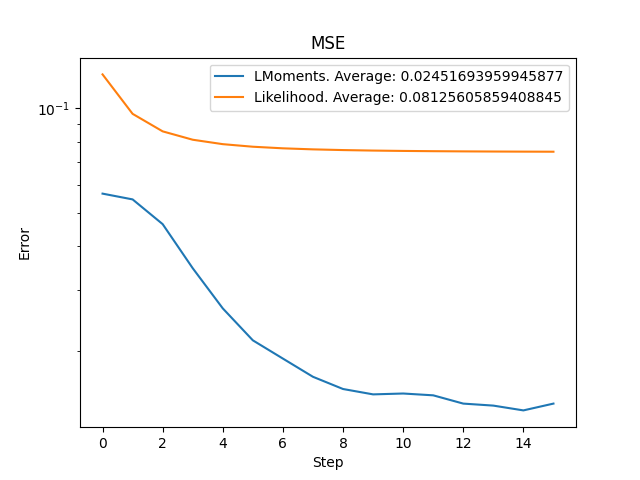 MSE
LMoments. Average: 0.02451693959945877
Likelihood. Average: 0.08125605859408845
10⁻¹
Error
0 2 4 6 8 10 12 14
Step